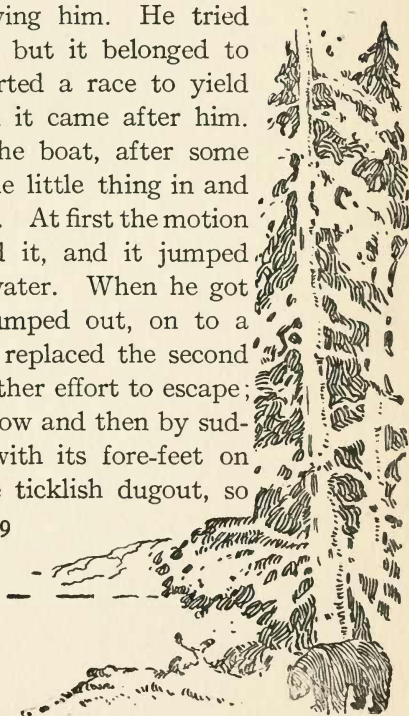 ving him. He tried
but it belonged to
rted a race to yield
it came after him.
he boat, after some
e little thing in and
. At first the motion
l it, and it jumped
vater. When he got
umped out, on to a
replaced the second
ther effort to escape;
ow and then by sud-
with its fore-feet on
e ticklish dugout, so
9